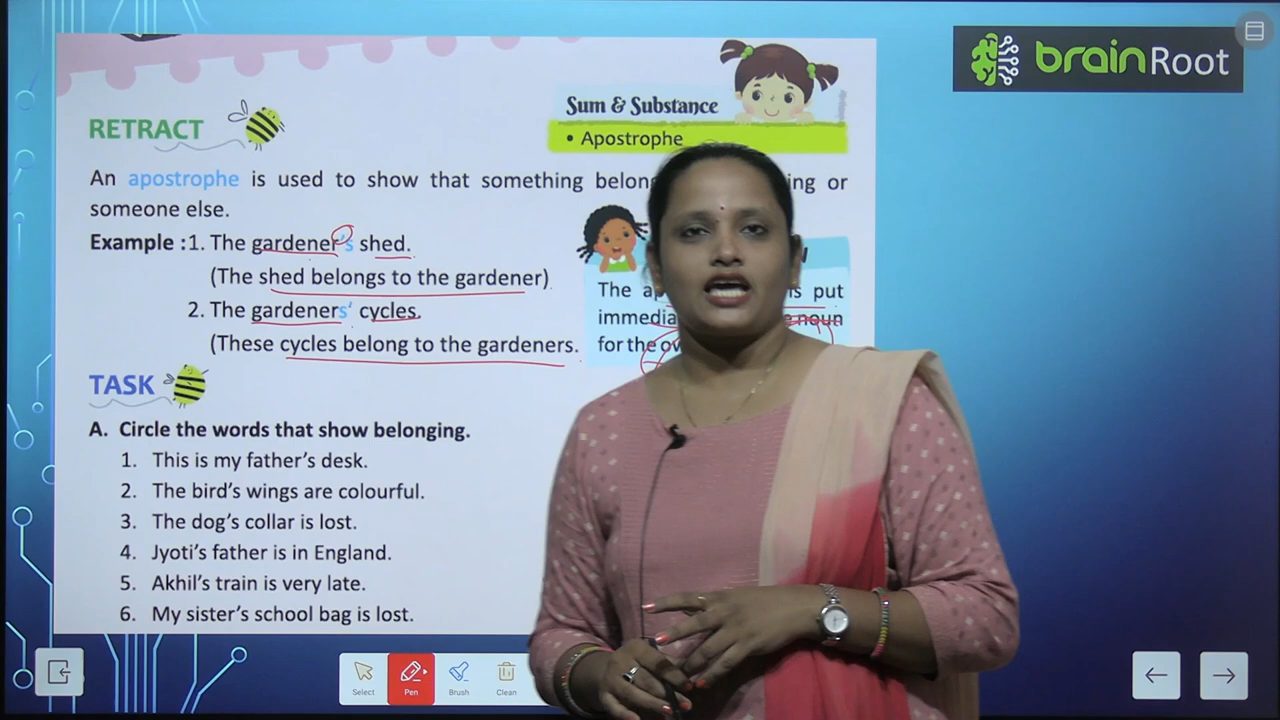 brainRoot
Sum & Substance
• Apostrophe
RETRACT
An apostrophe is used to show that something or
someone else.
Example : 1. The gardener's shed.
(The shed belongs to the gardener)
2. The gardeners' cycles.
(These cycles belong to the gardeners.
The is put
noun
for the
TASK
A. Circle the words that show belonging.
1. This is my father's desk.
2. The bird's wings are colourful.
3. The dog's collar is lost.
4. Jyoti's father is in England.
5. Akhil's train is very late.
6. My sister's school bag is lost.
Select Pen Brush Clean